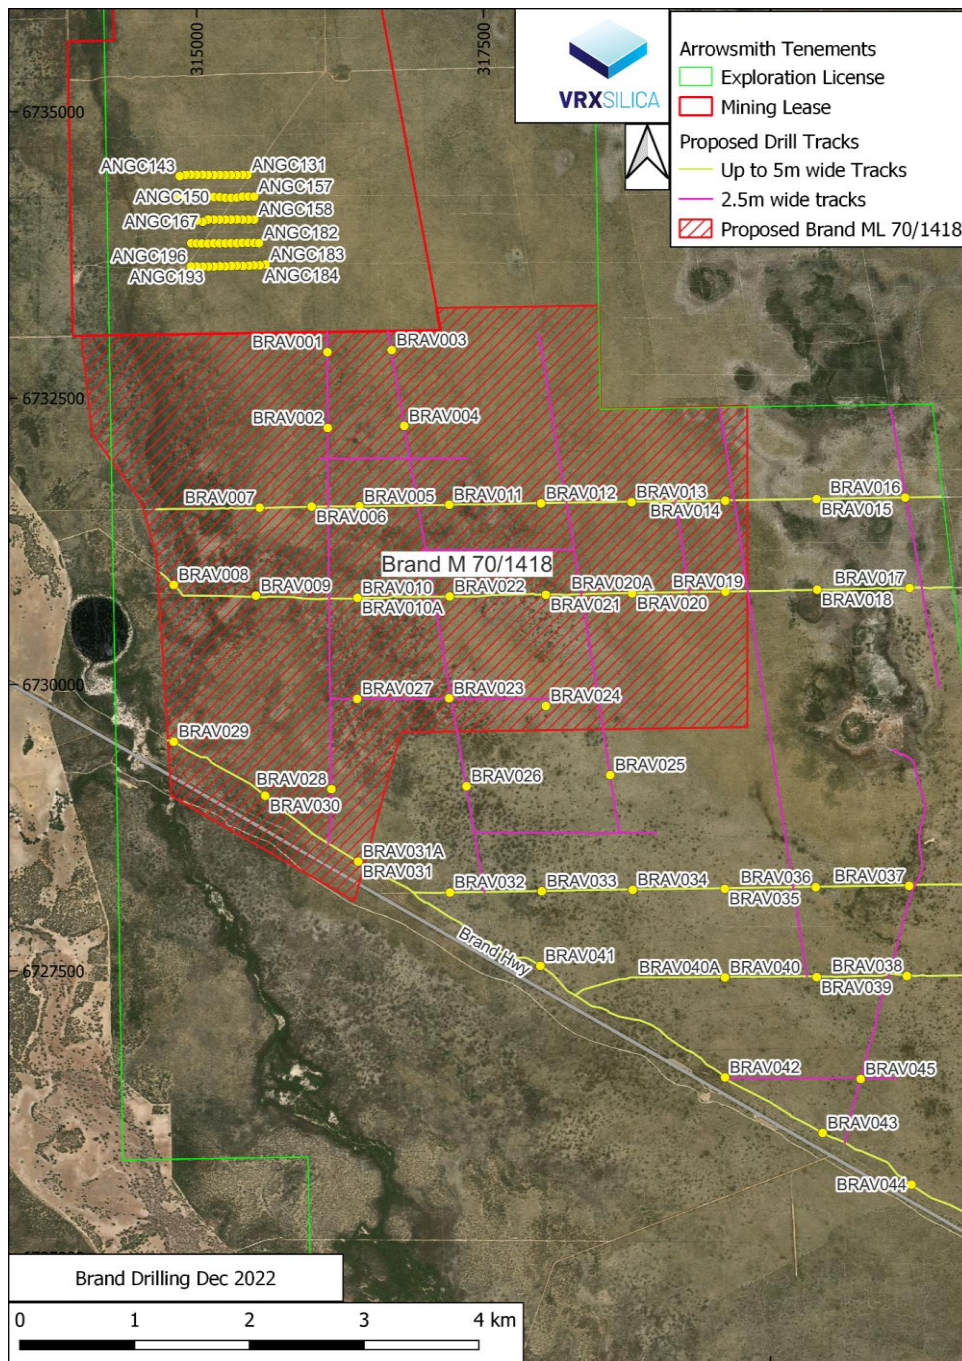 315000
317500
VRXSILICA
Arrowsmith Tenements
Exploration License
Mining Lease
Proposed Drill Tracks
Up to 5m wide Tracks
2.5m wide tracks
Proposed Brand ML 70/1418
6735000
ANGC143
ANGC131
ANGC150
ANGC157
ANGC167
ANGC158
ANGC182
ANGC196
ANGC183
ANGC193
ANGC184
BRAV001
BRAV003
6732500
BRAV002
BRAV004
BRAV007
BRAV005
BRAV011
BRAV012
BRAV013
BRAV016
BRAV006
BRAV014
BRAV015
Brand M 70/1418
BRAV008
BRAV009
BRAV010
BRAV022
BRAV020A
BRAV019
BRAV017
BRAV010A
BRAV021
BRAV020
BRAV018
6730000
BRAV027
BRAV023
BRAV024
BRAV029
BRAV028
BRAV026
BRAV025
BRAV030
BRAV031A
BRAV031
BRAV032
BRAV033
BRAV034
BRAV036
BRAV037
BRAV035
Brand Hwy
BRAV041
6727500
BRAV040A
BRAV040
BRAV038
BRAV039
BRAV042
BRAV045
BRAV043
BRAV044
Brand Drilling Dec 2022
0 1 2 3 4 km